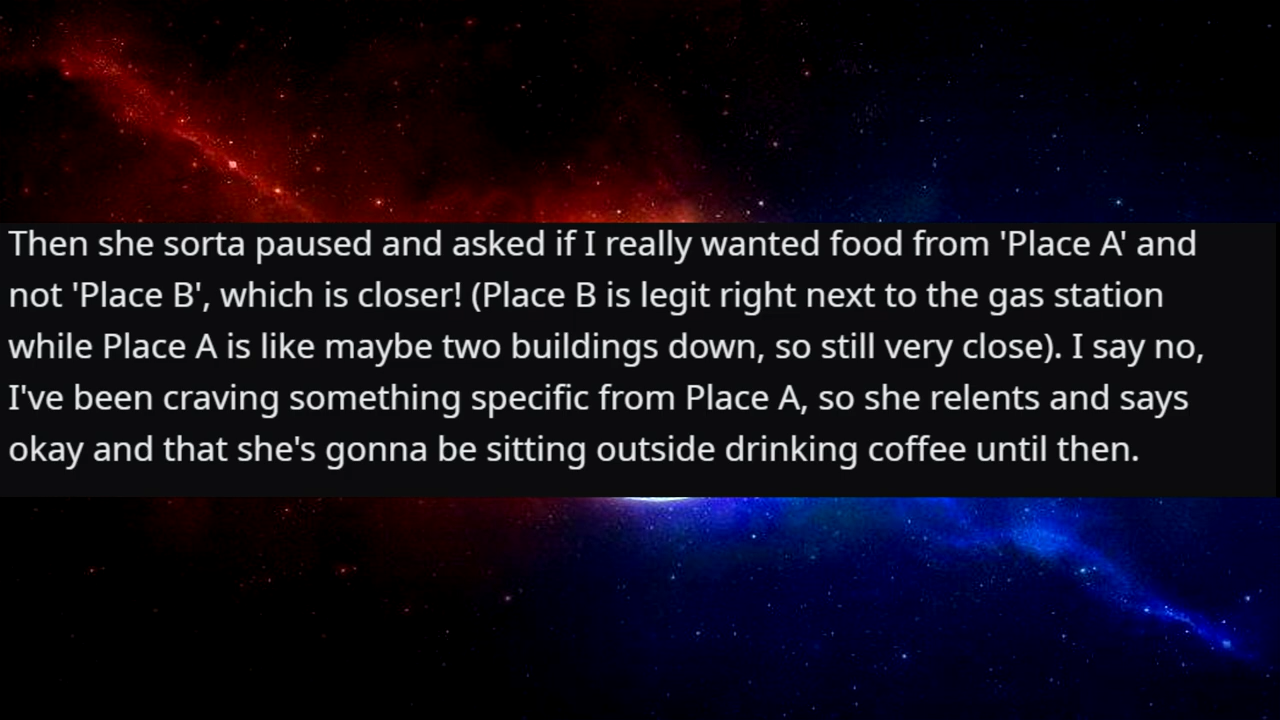 Then she sorta paused and asked if I really wanted food from 'Place A' and
not 'Place B', which is closer! (Place B is legit right next to the gas station
while Place A is like maybe two buildings down, so still very close). I say no,
I've been craving something specific from Place A, so she relents and says
okay and that she's gonna be sitting outside drinking coffee until then.